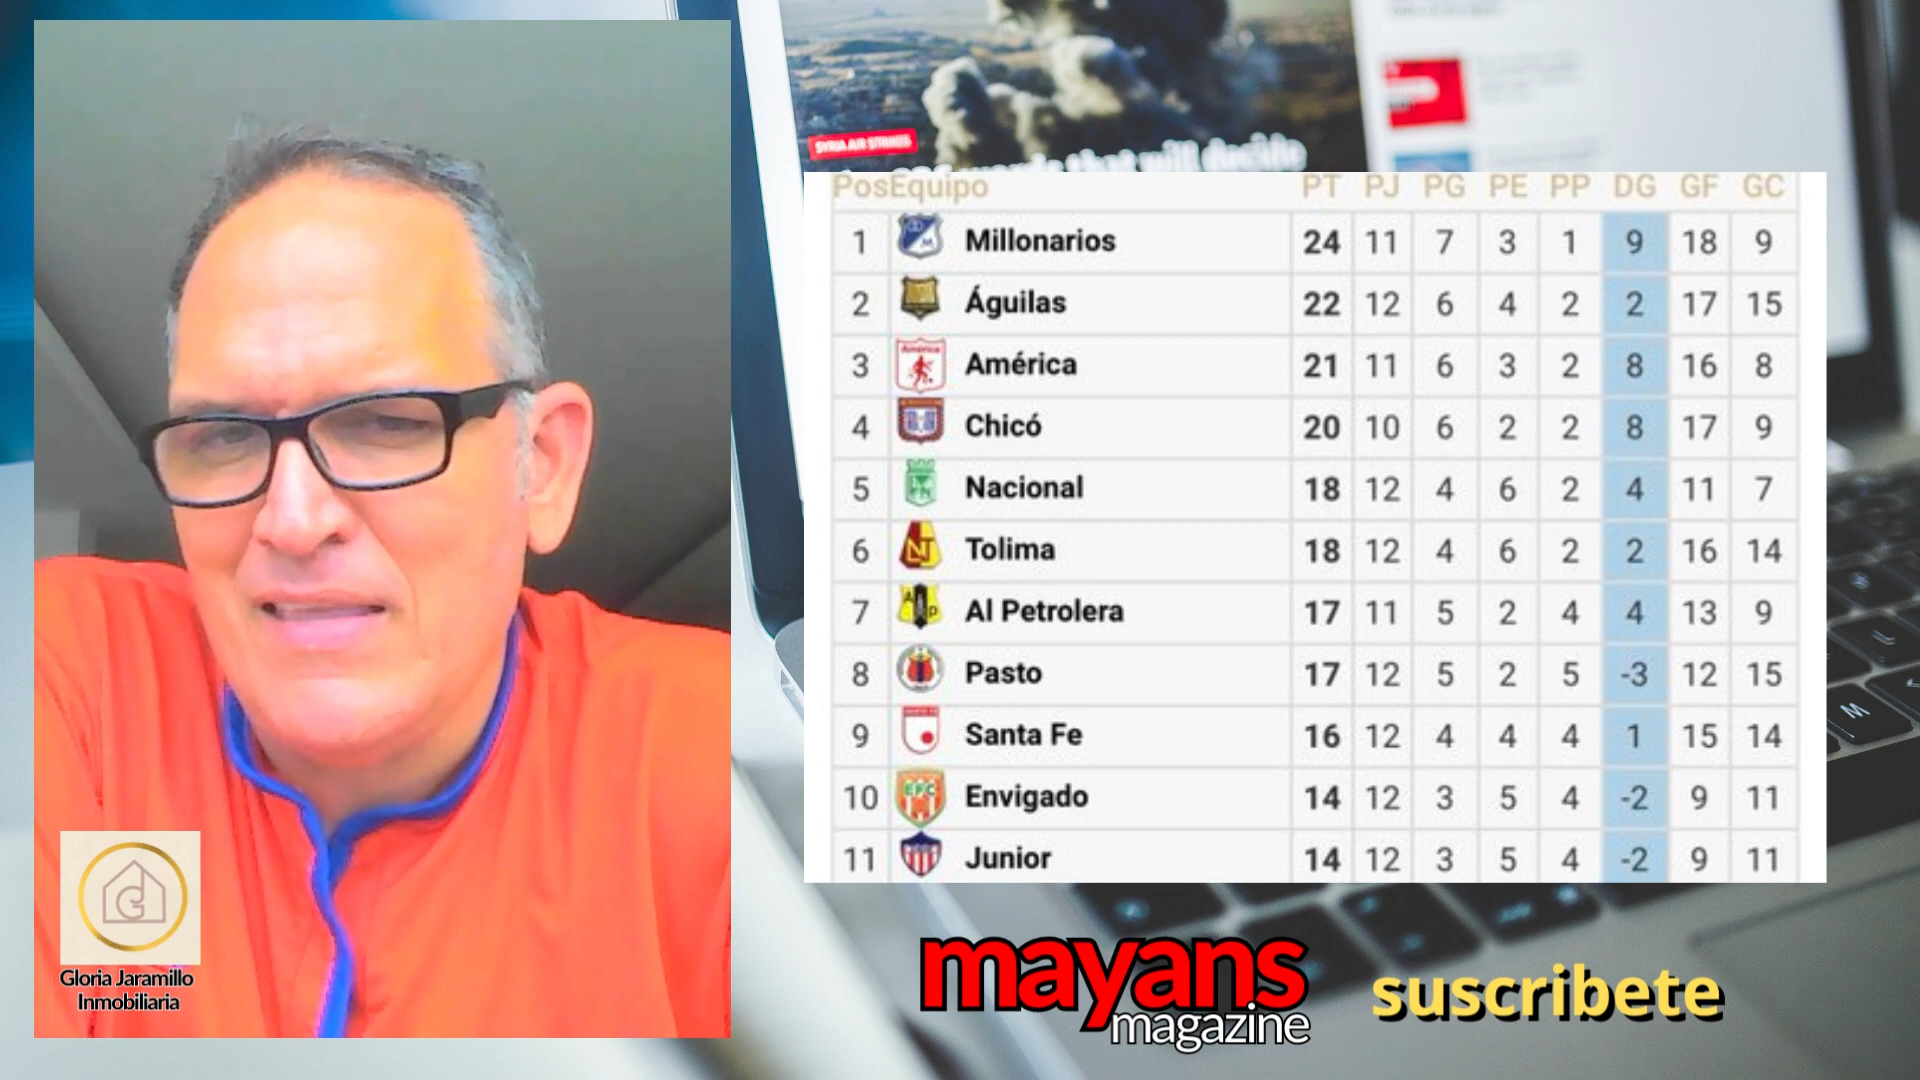 SYRIA AIR STRIKES
words that will decide
Pos Equipo PT PJ PG PE PP DG GF GC
1 Millonarios 24 11 7 3 1 9 18 9
2 Águilas 22 12 6 4 2 2 17 15
3 América 21 11 6 3 2 8 16 8
4 Chicó 20 10 6 2 2 8 17 9
5 Nacional 18 12 4 6 2 4 11 7
6 Tolima 18 12 4 6 2 2 16 14
7 Al Petrolera 17 11 5 2 4 4 13 9
8 Pasto 17 12 5 2 5 -3 12 15
9 Santa Fe 16 12 4 4 4 1 15 14
10 Envigado 14 12 3 5 4 -2 9 11
11 Junior 14 12 3 5 4 -2 9 11
Gloria Jaramillo
Inmobiliaria
mayans
magazine
suscribete